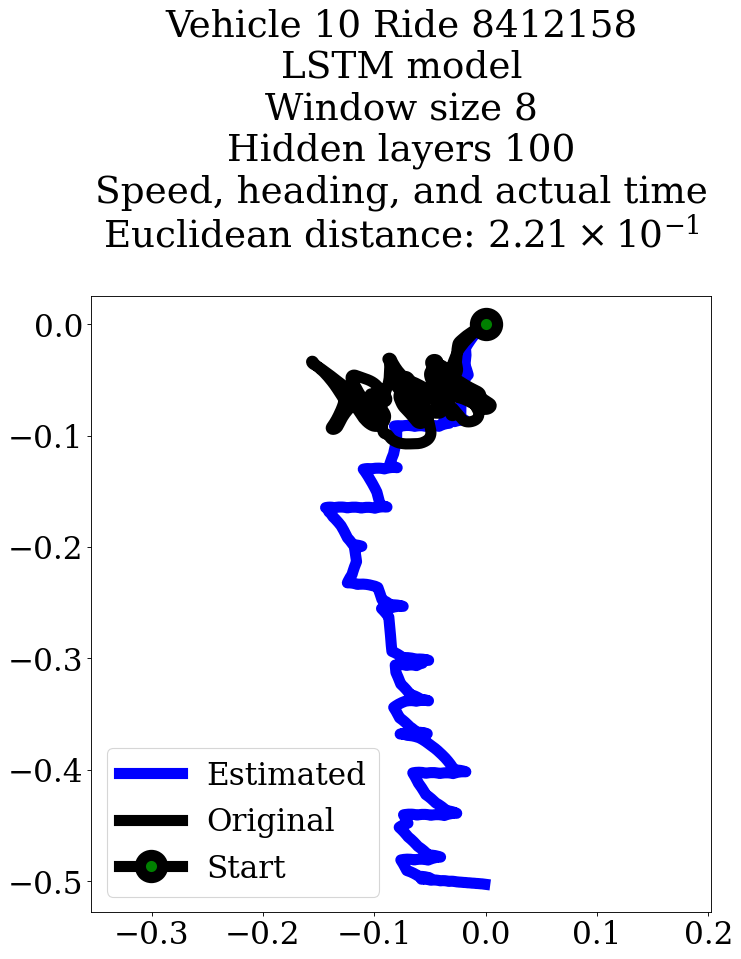 Vehicle 10 Ride 8412158
LSTM model
Window size 8
Hidden layers 100
Speed, heading, and actual time
Euclidean distance: 2.21 × 10⁻¹
0.0
−0.1
−0.2
−0.3
−0.4
−0.5
Estimated
Original
Start
−0.3 −0.2 −0.1 0.0 0.1 0.2